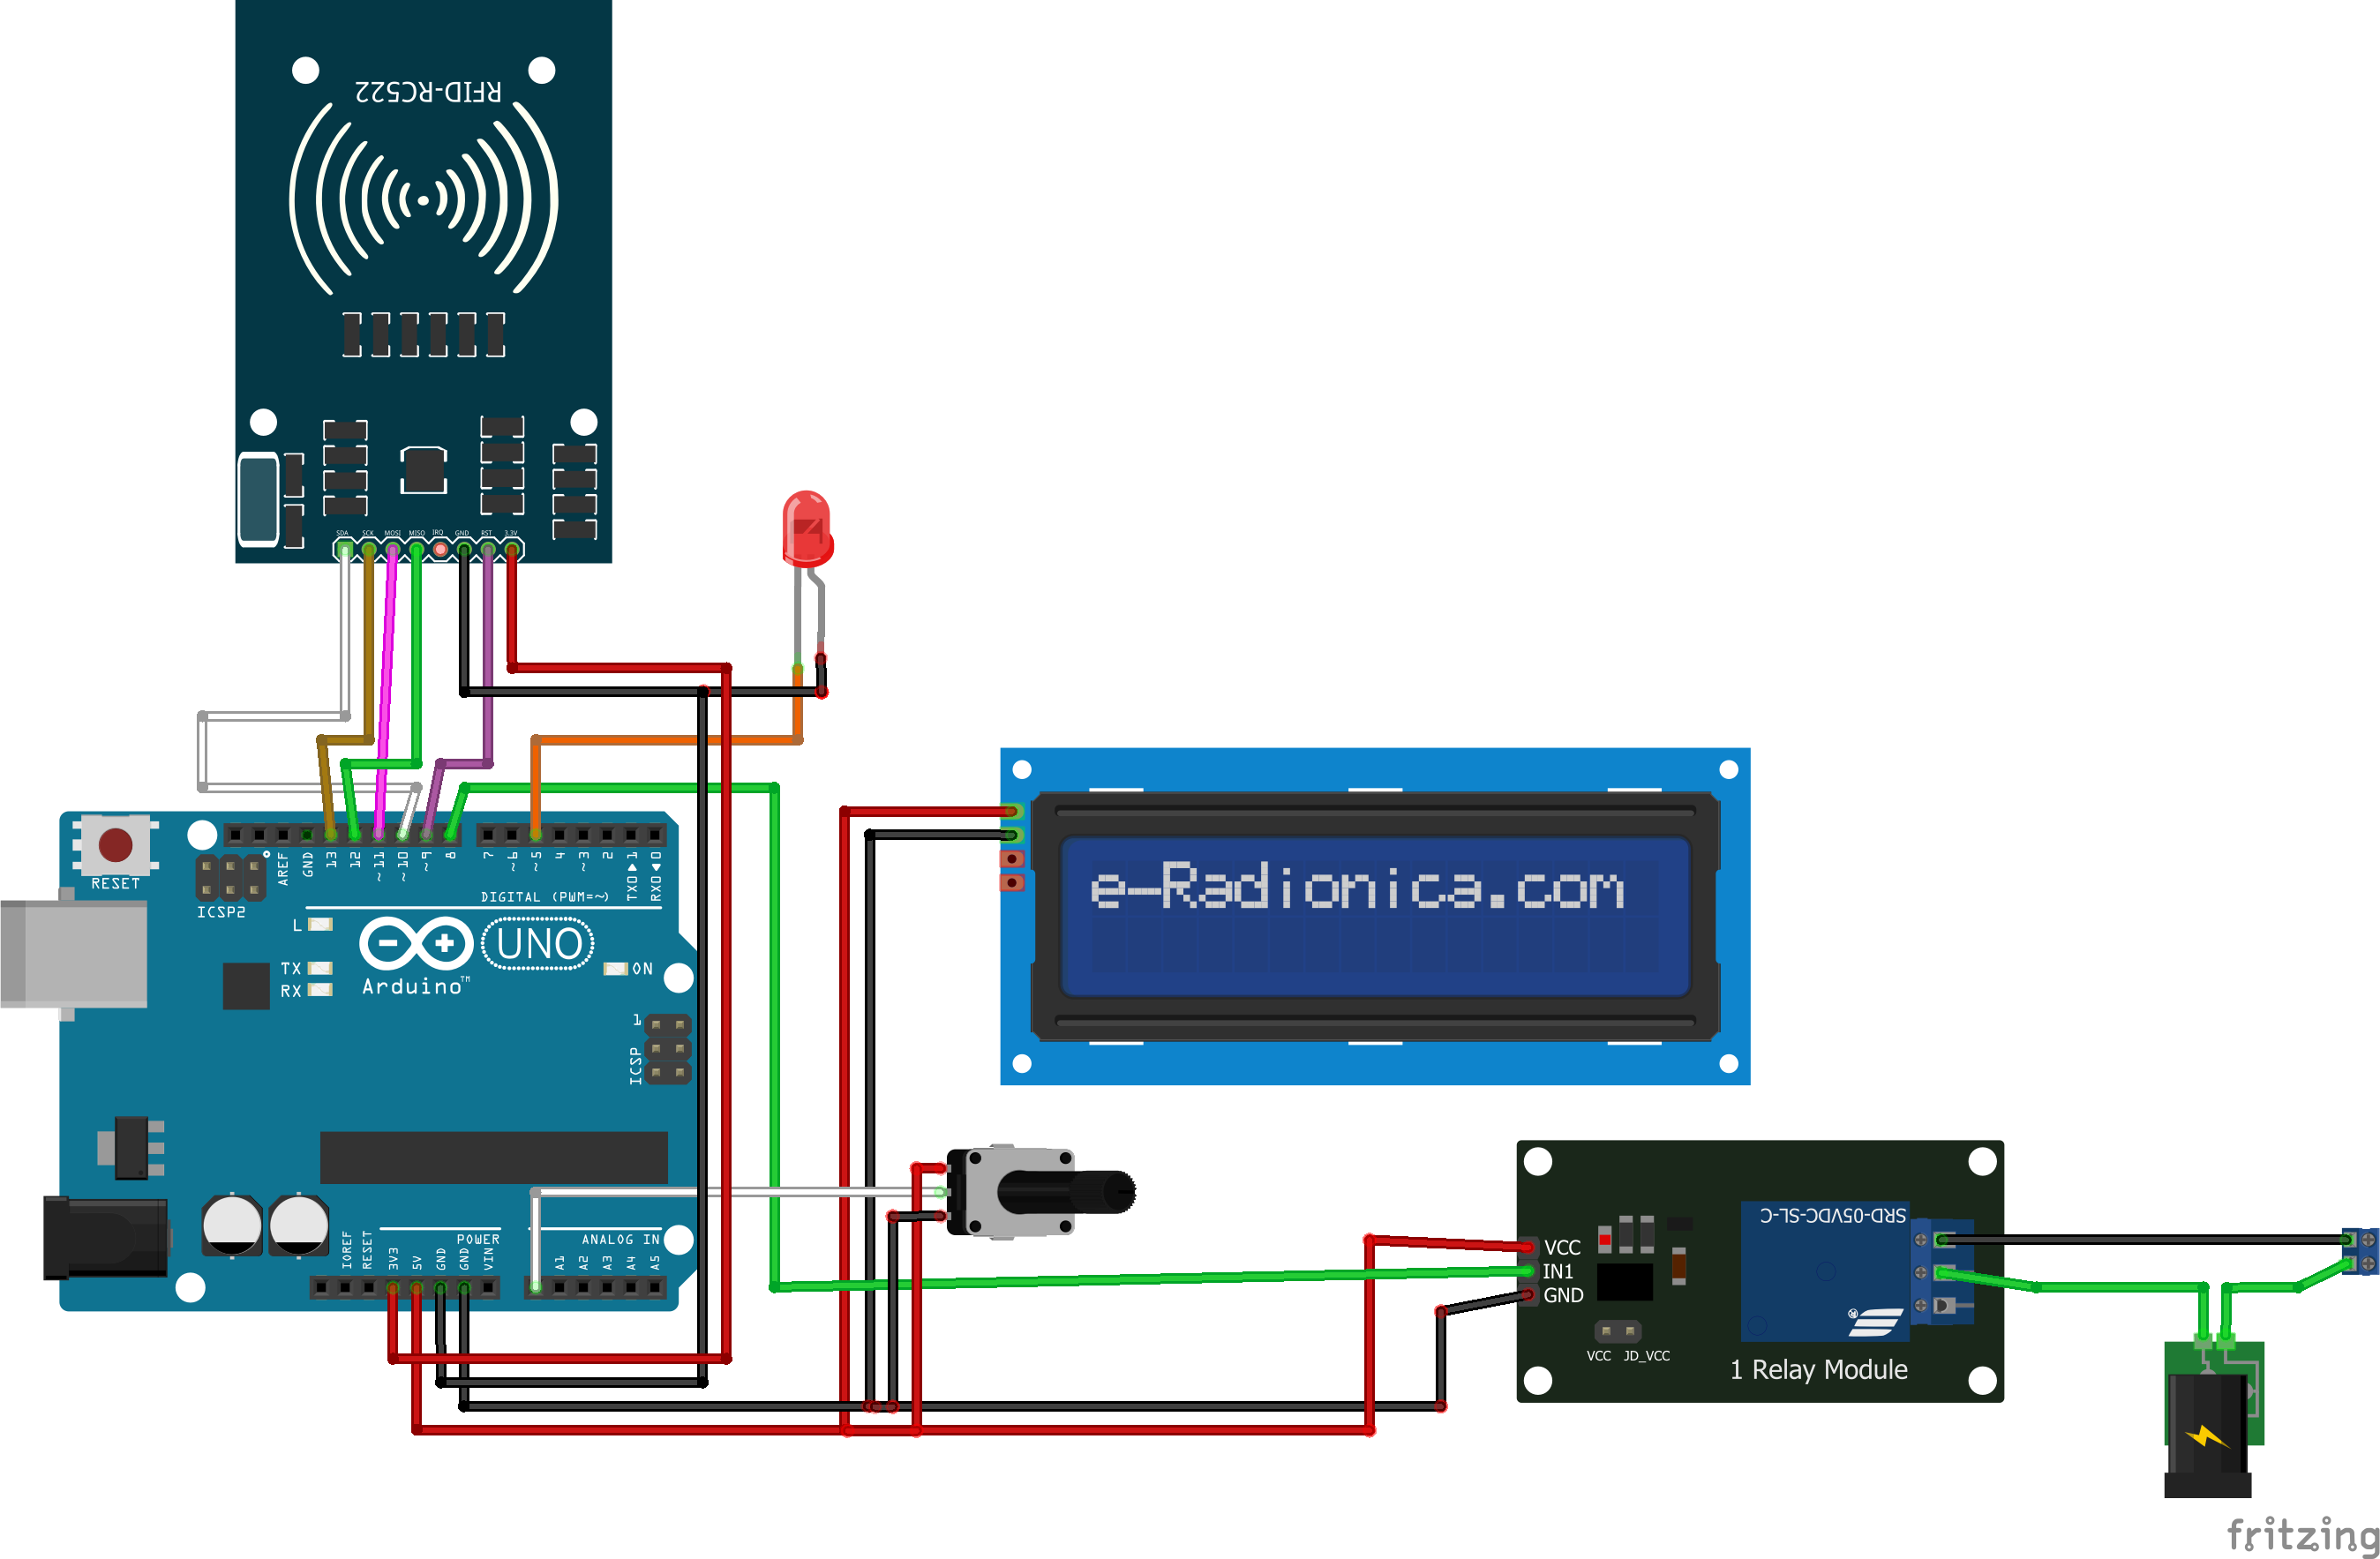 RFID-RC522
SDA
SCK
MOSI
MISO
IRQ
GND
RST
3.3V
RESET
ICSP2
AREF
GND
13
12
~11
~10
~9
8
7
~6
~5
4
~3
2
TX0▶1
RX0◀0
DIGITAL (PWM=~)
L
TX
RX
UNO
Arduino™
ON
1
ICSP
e-Radionica.com
IOREF
RESET
3V3
5V
GND
GND
VIN
POWER
ANALOG IN
A1
A2
A3
A4
A5
VCC
IN1
GND
VCC JD_VCC
SRD-05VDC-SL-C
®
1 Relay Module
fritzing